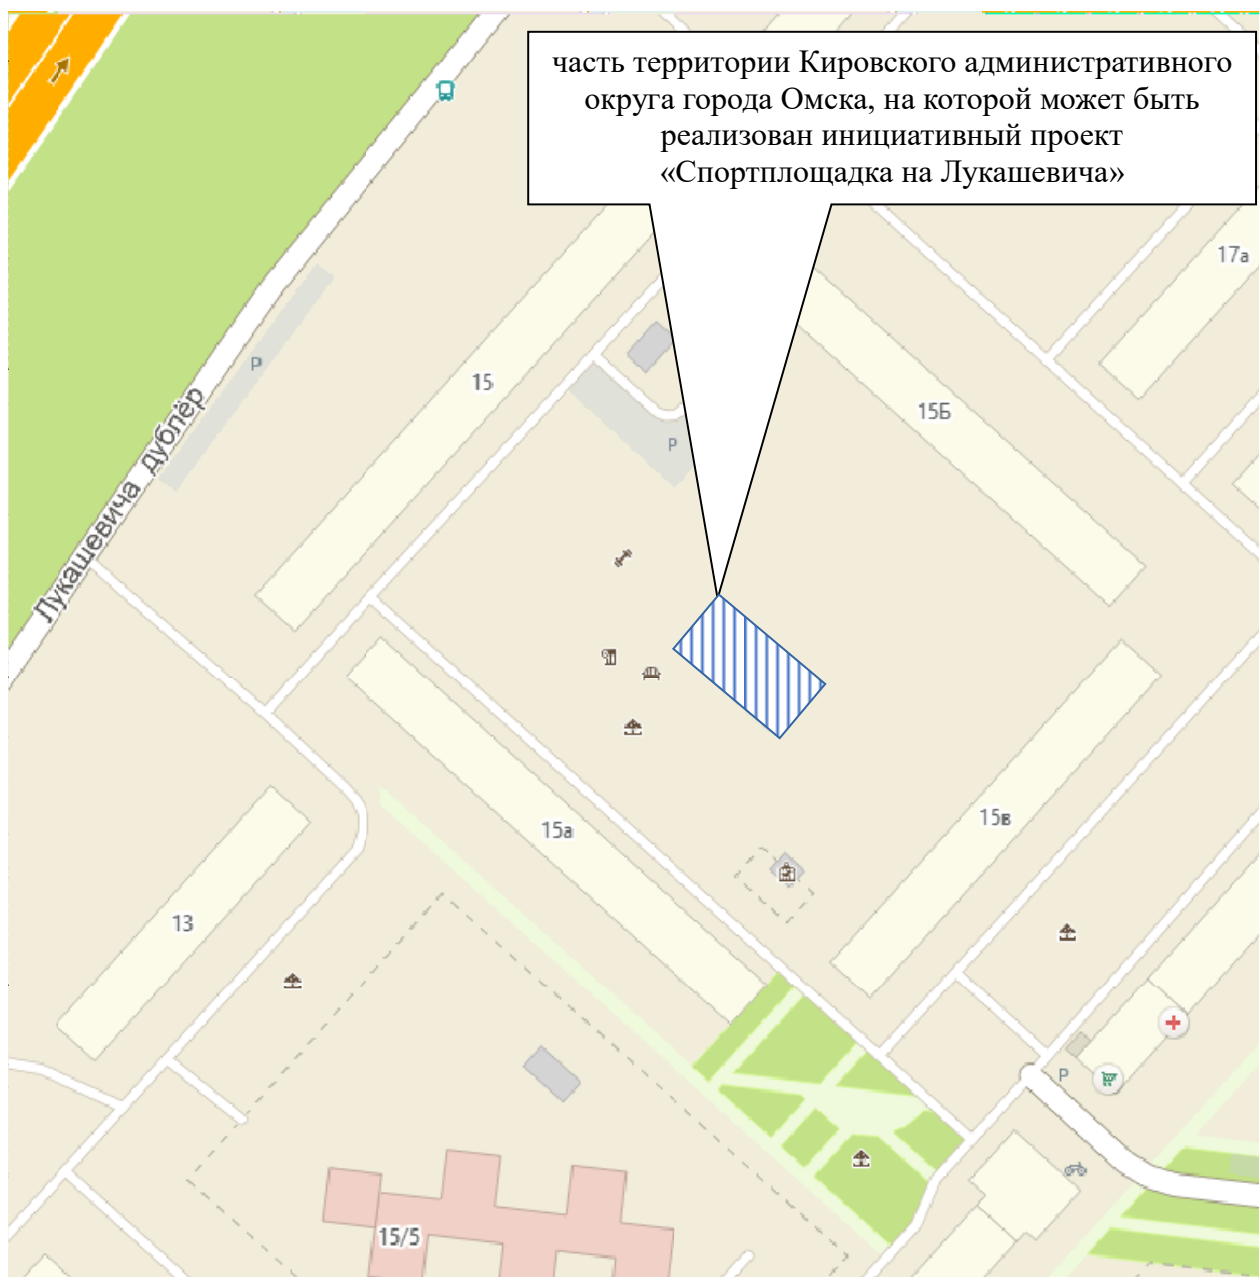 часть территории Кировского административного
округа города Омска, на которой может быть
реализован инициативный проект
«Спортплощадка на Лукашевича»
17а
P
15
Лукашевича дублёр
15Б
P
15а
15в
13
P
15/5